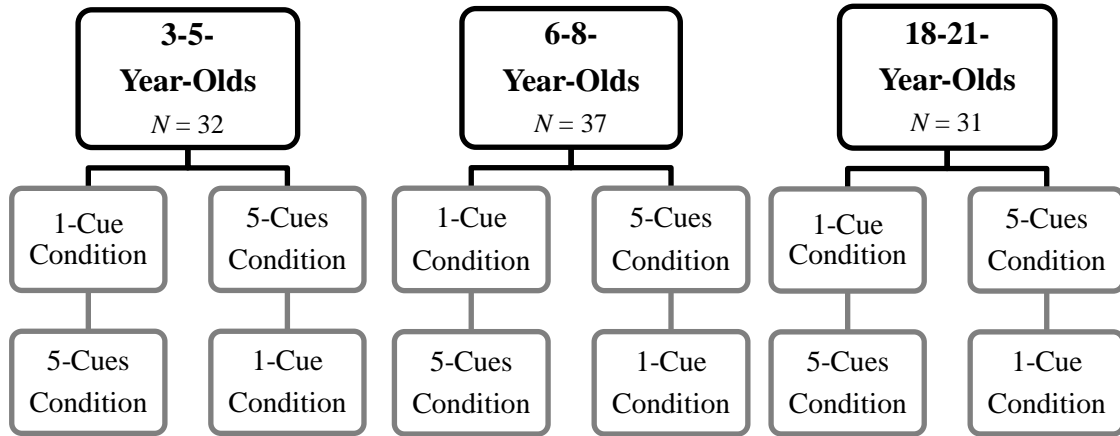 3-5-
Year-Olds
N = 32
6-8-
Year-Olds
N = 37
18-21-
Year-Olds
N = 31
1-Cue
Condition
5-Cues
Condition
1-Cue
Condition
5-Cues
Condition
1-Cue
Condition
5-Cues
Condition
5-Cues
Condition
1-Cue
Condition
5-Cues
Condition
1-Cue
Condition
5-Cues
Condition
1-Cue
Condition